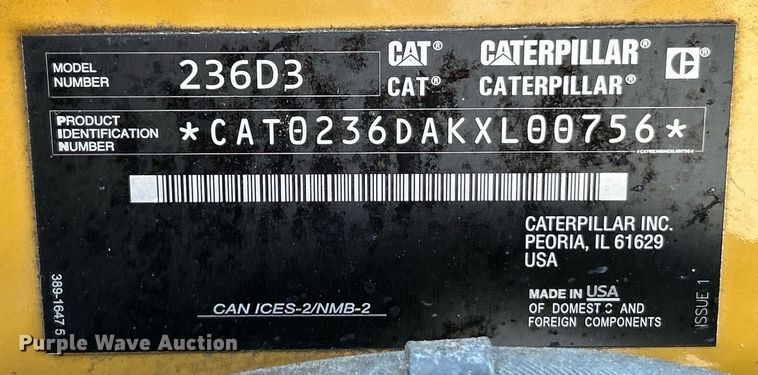 MODEL NUMBER 236D3
CAT® CATERPILLAR® C®
CAT® CATERPILLAR®
PRODUCT IDENTIFICATION NUMBER *CAT0236DAKXL00756*
*CAT0236DAKXL00756*
CATERPILLAR INC.
PEORIA, IL 61629
USA
389-1647 5
CAN ICES-2/NMB-2
MADE IN USA
OF DOMESTIC AND
FOREIGN COMPONENTS
ISSUE 1
Purple Wave Auction